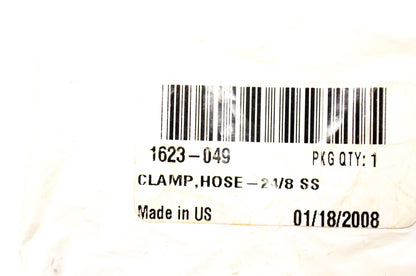 1623-049 PKG QTY: 1
CLAMP,HOSE-24/8 SS
Made in US 01/18/2008